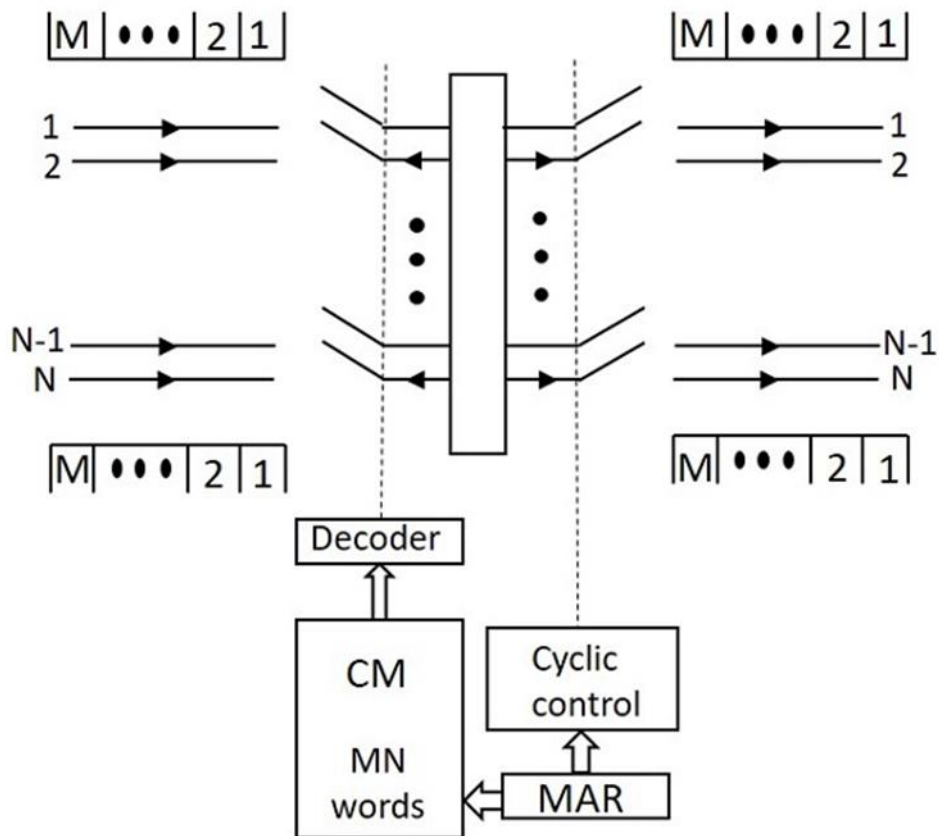 M ••• 2 1
M ••• 2 1
1
1
2
2
N-1
N-1
N
N
M ••• 2 1
M ••• 2 1
Decoder
CM
MN
words
Cyclic
control
MAR